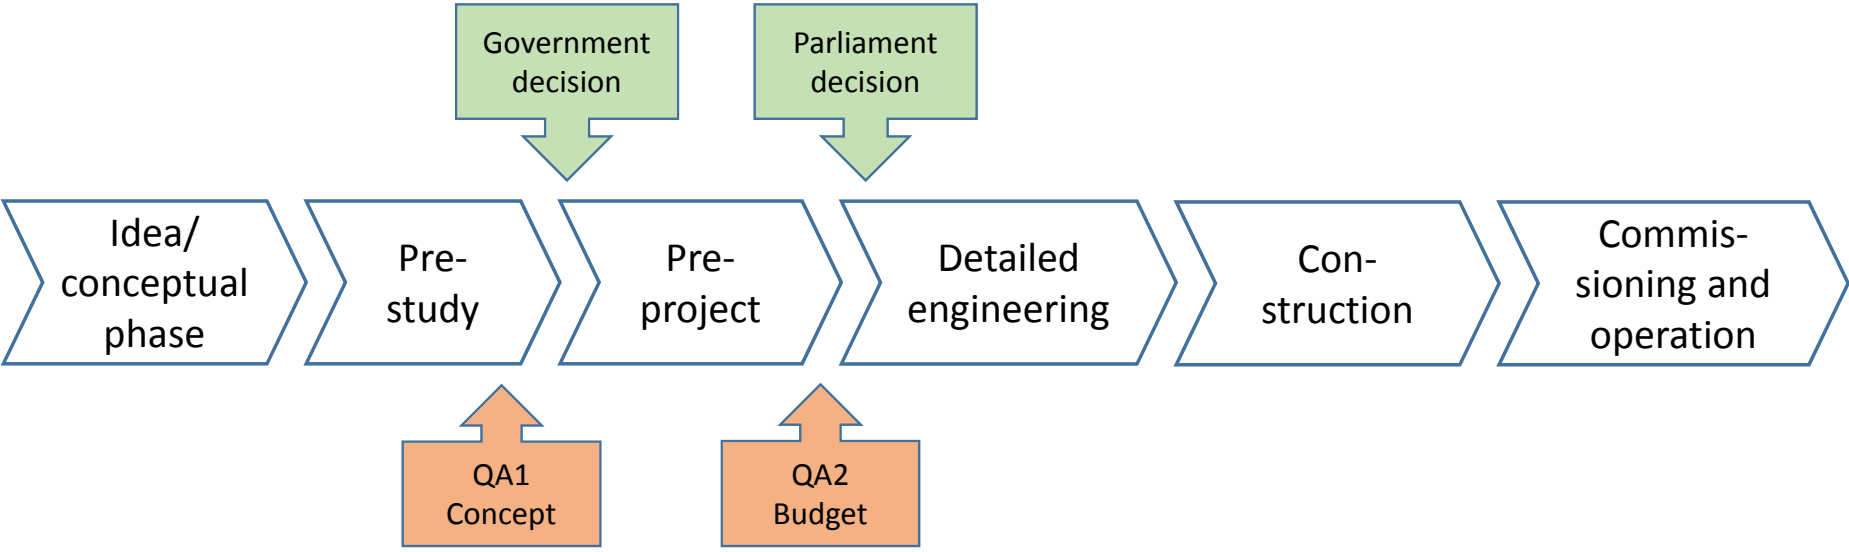 Government
decision
Parliament
decision
Idea/
conceptual
phase
Pre-
study
Pre-
project
Detailed
engineering
Con-
struction
Commis-
sioning and
operation
QA1
Concept
QA2
Budget